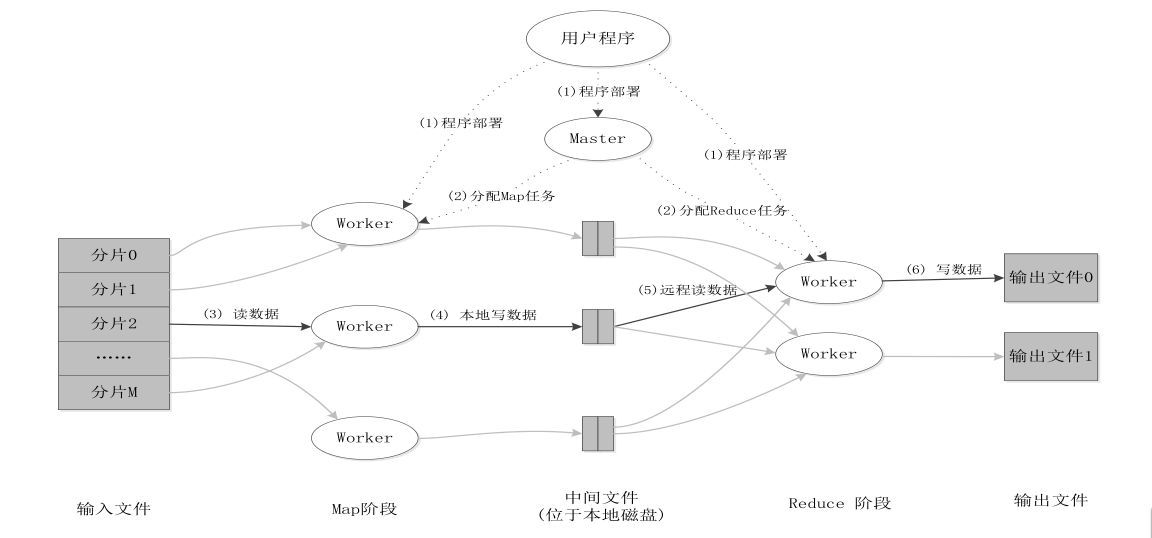 用户程序
(1)程序部署
(1)程序部署
Master
(1)程序部署
(2)分配Map任务
(2)分配Reduce任务
Worker
分片0
分片1
分片2
……
分片M
(3) 读数据
Worker
(4) 本地写数据
Worker
(5)远程读数据
Worker
(6) 写数据
输出文件0
Worker
输出文件1
输入文件
Map阶段
中间文件
(位于本地磁盘)
Reduce 阶段
输出文件